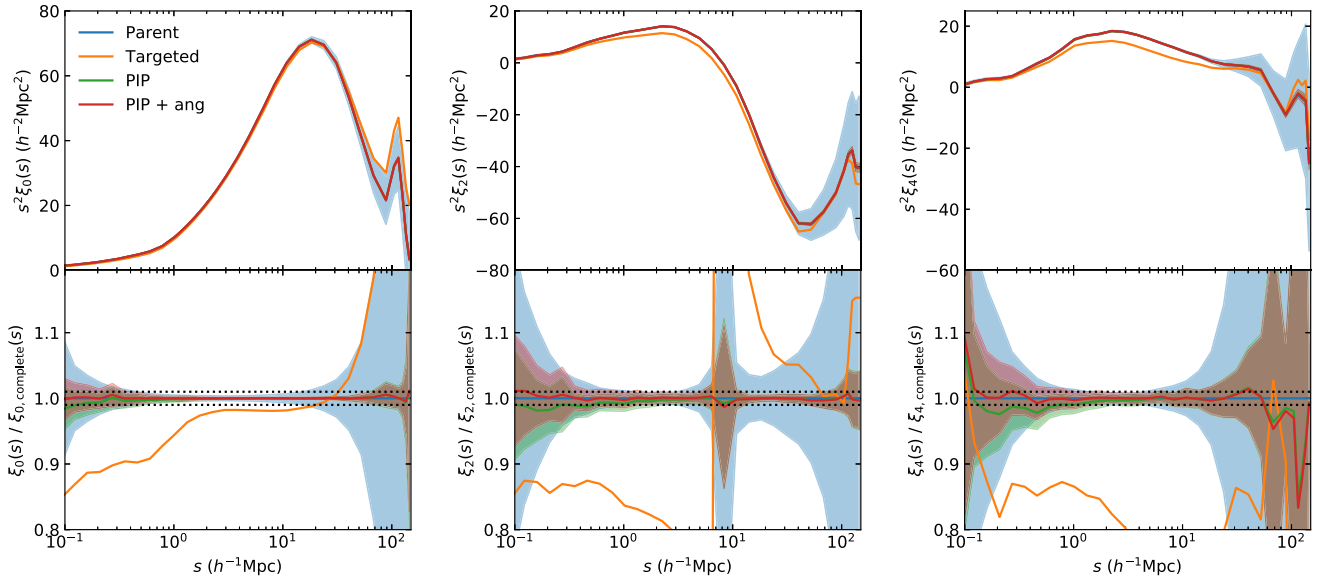 80
60
40
20
0
s²ξ₀(s) (h⁻²Mpc²)
Parent
Targeted
PIP
PIP + ang
20
0
−20
−40
−60
−80
s²ξ₂(s) (h⁻²Mpc²)
40
20
0
−20
−40
−60
s²ξ₄(s) (h⁻²Mpc²)
1.1
1.0
0.9
0.8
ξ₀(s) / ξ₀, complete(s)
10⁻¹ 10⁰ 10¹ 10²
s (h⁻¹Mpc)
1.1
1.0
0.9
0.8
ξ₂(s) / ξ₂, complete(s)
10⁻¹ 10⁰ 10¹ 10²
s (h⁻¹Mpc)
1.1
1.0
0.9
0.8
ξ₄(s) / ξ₄, complete(s)
10⁻¹ 10⁰ 10¹ 10²
s (h⁻¹Mpc)